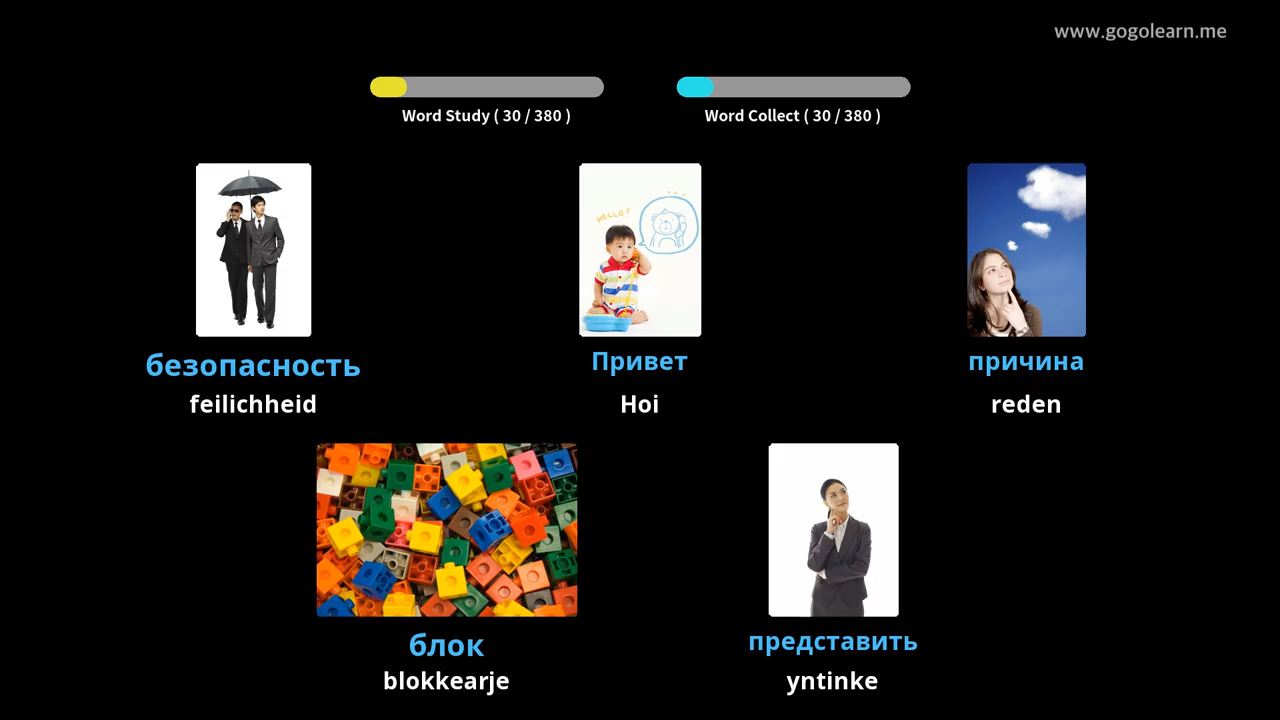 www.gogolearn.me
Word Study ( 30 / 380 )
Word Collect ( 30 / 380 )
HELLO?
безопасность
feilichheid
Привет
Hoi
причина
reden
блок
blokkearje
представить
yntinke